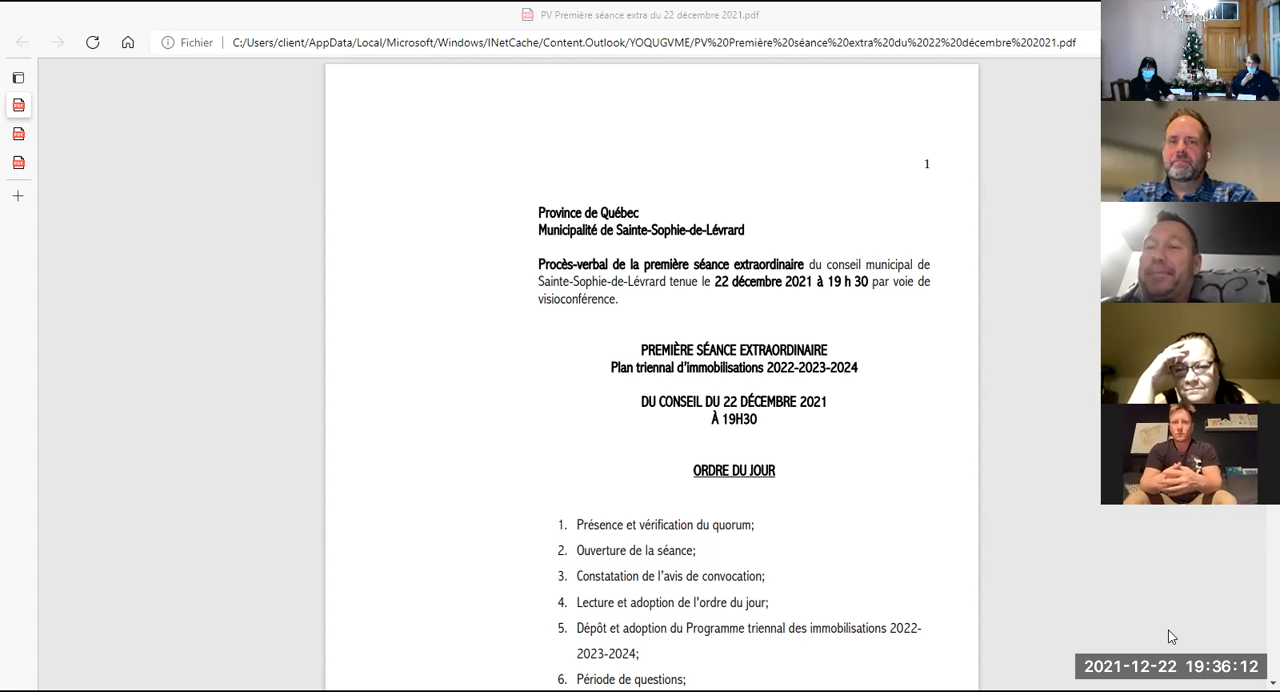 PV Première séance extra du 22 décembre 2021.pdf
Fichier | C:/Users/client/AppData/Local/Microsoft/Windows/INetCache/Content.Outlook/YOQUGVME/PV%20Première%20séance%20extra%20du%2022%20décembre%202021.pdf
1
Province de Québec
Municipalité de Sainte-Sophie-de-Lévrard
Procès-verbal de la première séance extraordinaire du conseil municipal de
Sainte-Sophie-de-Lévrard tenue le 22 décembre 2021 à 19 h 30 par voie de
visioconférence.
PREMIÈRE SÉANCE EXTRAORDINAIRE
Plan triennal d'immobilisations 2022-2023-2024
DU CONSEIL DU 22 DÉCEMBRE 2021
À 19H30
ORDRE DU JOUR
1. Présence et vérification du quorum;
2. Ouverture de la séance;
3. Constatation de l'avis de convocation;
4. Lecture et adoption de l'ordre du jour;
5. Dépôt et adoption du Programme triennal des immobilisations 2022-
2023-2024;
6. Période de questions;
2021-12-22 19:36:12